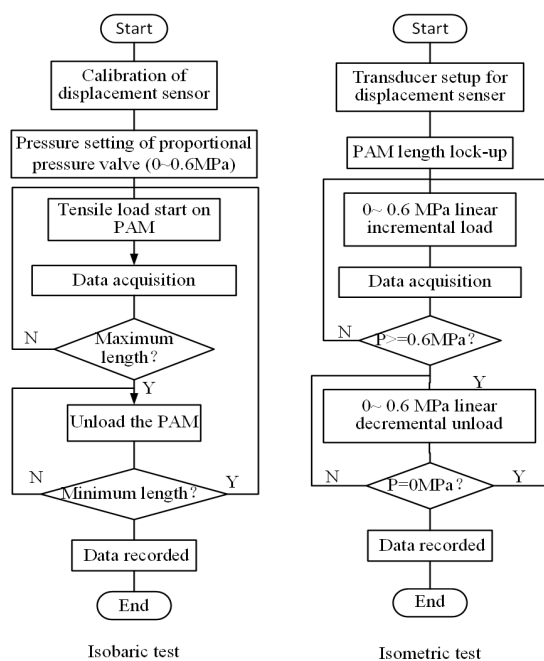 Start
Calibration of
displacement sensor
Pressure setting of proportional
pressure valve (0~0.6MPa)
Tensile load start on
PAM
Data acquisition
N
Maximum
length?
Y
Unload the PAM
N
Minimum length?
Y
Data recorded
End
Isobaric test
Start
Transducer setup for
displacement senser
PAM length lock-up
0~ 0.6 MPa linear
incremental load
Data acquisition
N
P>=0.6MPa?
Y
0~ 0.6 MPa linear
decremental unload
N
P=0MPa?
Y
Data recorded
End
Isometric test